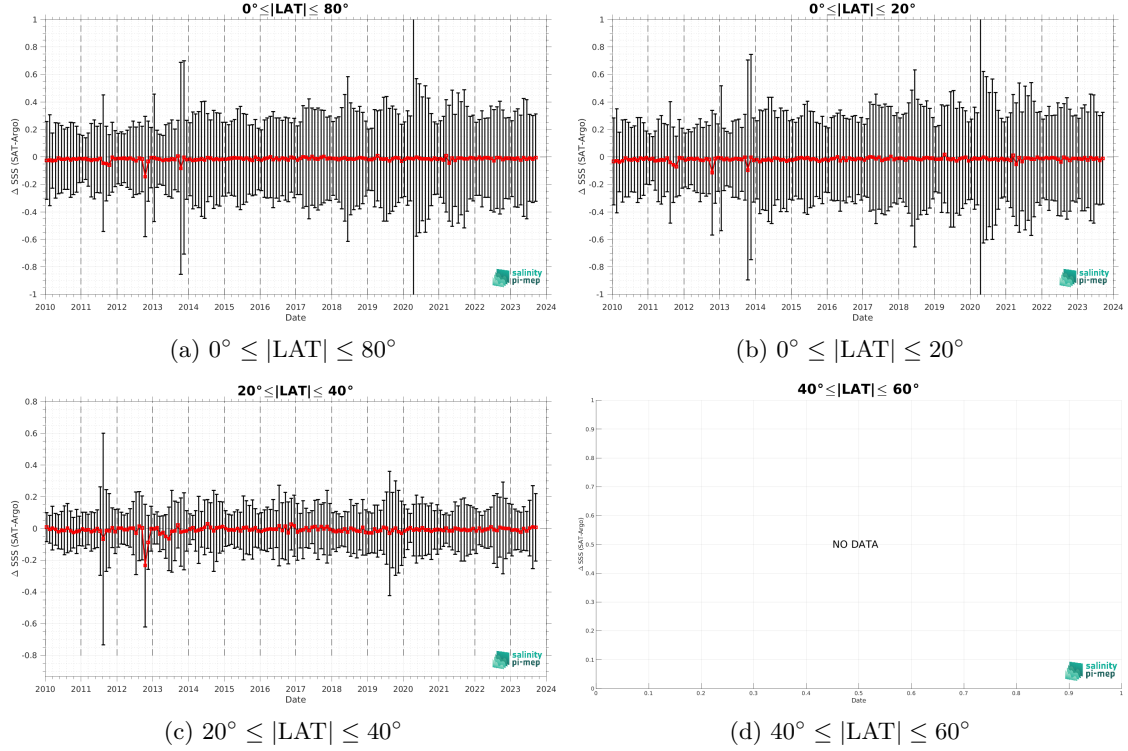 0°≤|LAT|≤ 80°
Δ SSS (SAT-Argo)
1
0.8
0.6
0.4
0.2
0
-0.2
-0.4
-0.6
-0.8
-1
2010 2011 2012 2013 2014 2015 2016 2017 2018 2019 2020 2021 2022 2023 2024
Date
salinity
pi-mep
(a) 0° ≤ |LAT| ≤ 80°
0°≤|LAT|≤ 20°
Δ SSS (SAT-Argo)
1
0.8
0.6
0.4
0.2
0
-0.2
-0.4
-0.6
-0.8
-1
2010 2011 2012 2013 2014 2015 2016 2017 2018 2019 2020 2021 2022 2023 2024
Date
salinity
pi-mep
(b) 0° ≤ |LAT| ≤ 20°
20°≤|LAT|≤ 40°
Δ SSS (SAT-Argo)
0.8
0.6
0.4
0.2
0
-0.2
-0.4
-0.6
-0.8
2010 2011 2012 2013 2014 2015 2016 2017 2018 2019 2020 2021 2022 2023 2024
Date
salinity
pi-mep
(c) 20° ≤ |LAT| ≤ 40°
40°≤|LAT|≤ 60°
Δ SSS (SAT-Argo)
1
0.9
0.8
0.7
0.6
0.5
0.4
0.3
0.2
0.1
0
NO DATA
0 0.1 0.2 0.3 0.4 0.5 0.6 0.7 0.8 0.9 1
Date
salinity
pi-mep
(d) 40° ≤ |LAT| ≤ 60°